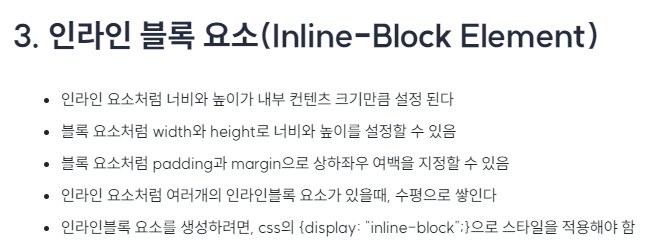 3. 인라인 블록 요소(Inline-Block Element)
• 인라인 요소처럼 너비와 높이가 내부 컨텐츠 크기만큼 설정 된다
• 블록 요소처럼 width와 height로 너비와 높이를 설정할 수 있음
• 블록 요소처럼 padding과 margin으로 상하좌우 여백을 지정할 수 있음
• 인라인 요소처럼 여러개의 인라인블록 요소가 있을때, 수평으로 쌓인다
• 인라인블록 요소를 생성하려면, css의 {display: "inline-block";}으로 스타일을 적용해야 함